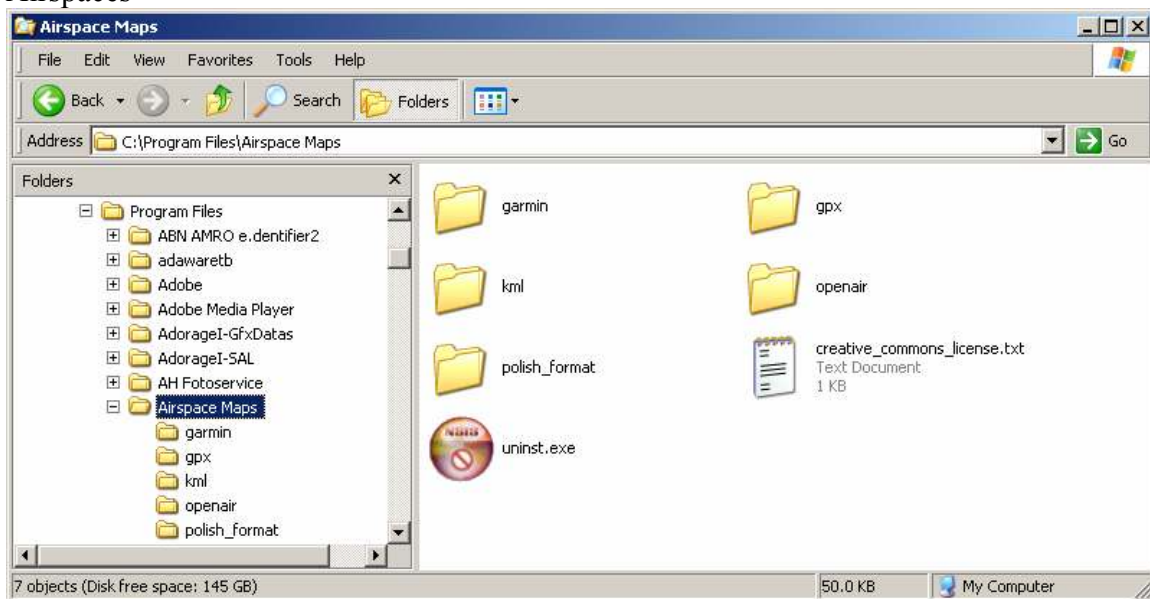 Airspaces
Airspace Maps
File Edit View Favorites Tools Help
Back Search Folders
Address C:\Program Files\Airspace Maps Go
Folders
Program Files
ABN AMRO e.dentifier2
adawaretb
Adobe
Adobe Media Player
AdorageI-GfxDatas
AdorageI-SAL
AH Fotoservice
Airspace Maps
garmin
gpx
kml
openair
polish_format
garmin
gpx
kml
openair
polish_format
creative_commons_license.txt
Text Document
1 KB
NSIS
uninst.exe
7 objects (Disk free space: 145 GB) 50.0 KB My Computer